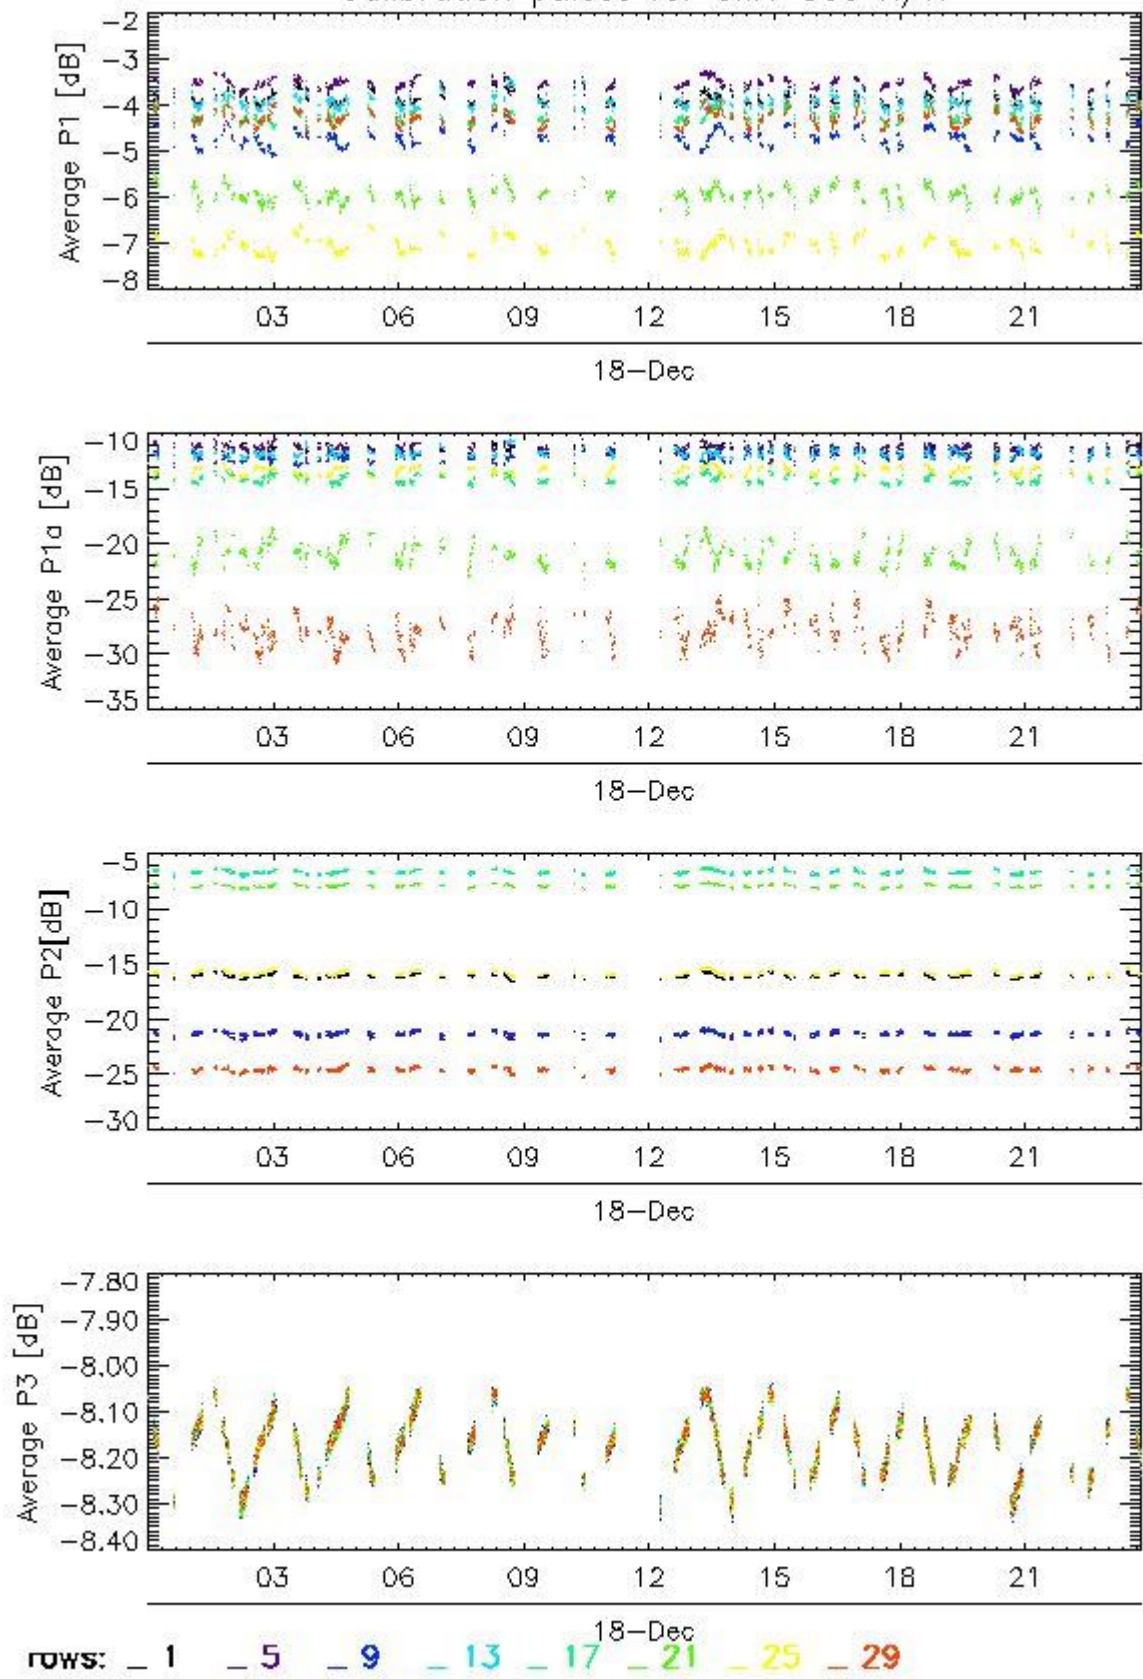 -2
-3
-4
-5
-6
-7
-8
Average P1 [dB]
03 06 09 12 15 18 21
18-Dec
-10
-15
-20
-25
-30
-35
Average P1a [dB]
03 06 09 12 15 18 21
18-Dec
-5
-10
-15
-20
-25
-30
Average P2[dB]
03 06 09 12 15 18 21
18-Dec
-7.80
-7.90
-8.00
-8.10
-8.20
-8.30
-8.40
Average P3 [dB]
03 06 09 12 15 18 21
18-Dec
rows: _ 1 _ 5 _ 9 _ 13 _ 17 _ 21 _ 25 _ 29